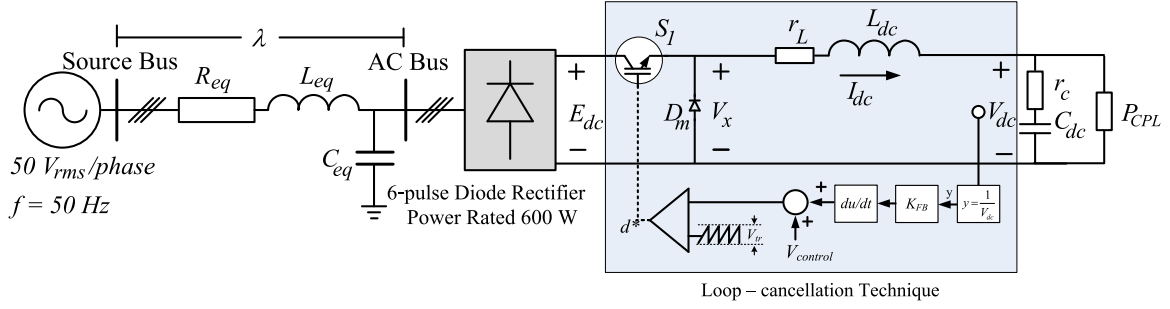 λ
Source Bus
AC Bus
R_eq
L_eq
C_eq
50 V_rms/phase
f = 50 Hz
6-pulse Diode Rectifier
Power Rated 600 W
+
E_dc
−
S_1
D_m
+
V_x
−
r_L
L_dc
I_dc
+
V_dc
−
r_c
C_dc
P_CPL
d*
V_tr
V_control
+
+
du/dt
K_FB
y
y = 1/V_dc
Loop – cancellation Technique